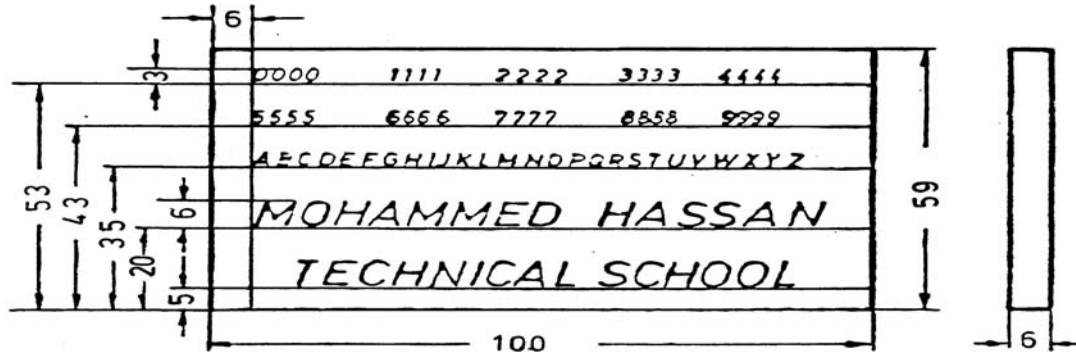 6
3 0000 1111 2222 3333 4444
5555 6666 7777 8858 9999
ABCDEFGHIJKLMNOPQRSTUVWXYZ
53 43 35 6 MOHAMMED HASSAN 59
20 5 TECHNICAL SCHOOL
100 6